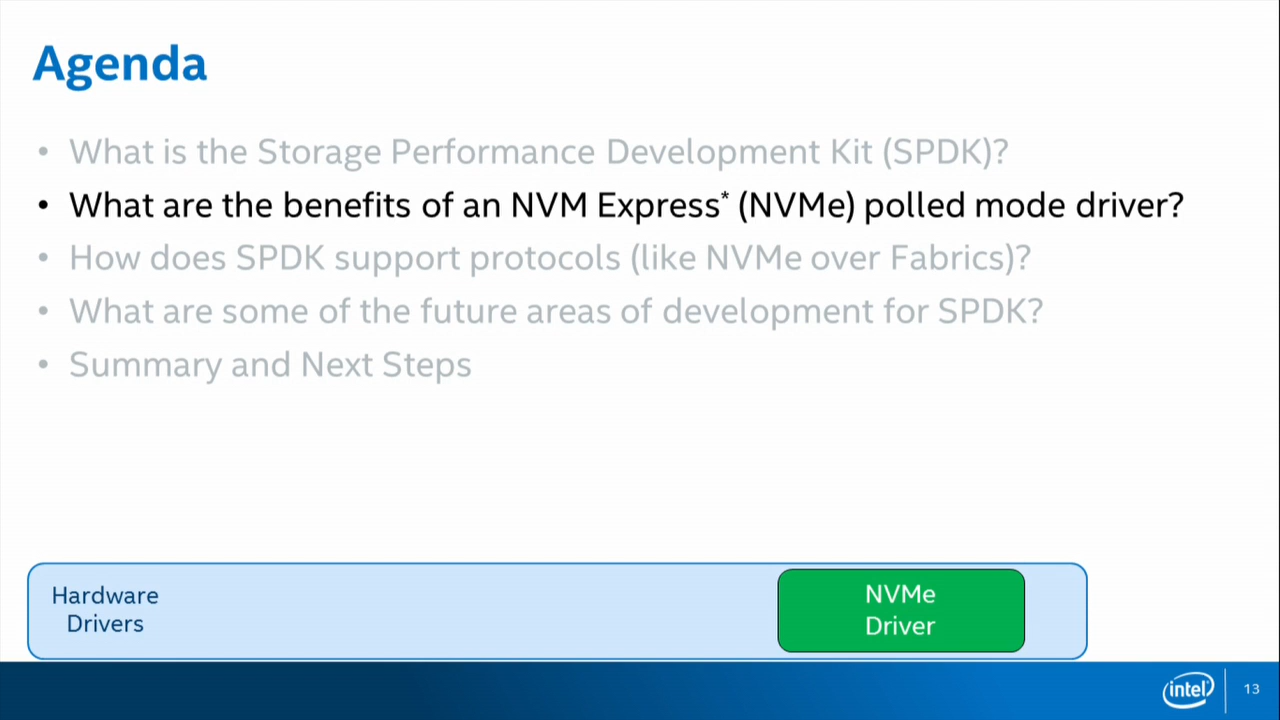 Agenda
• What is the Storage Performance Development Kit (SPDK)?
• What are the benefits of an NVM Express* (NVMe) polled mode driver?
• How does SPDK support protocols (like NVMe over Fabrics)?
• What are some of the future areas of development for SPDK?
• Summary and Next Steps
Hardware
Drivers
NVMe
Driver
intel
13